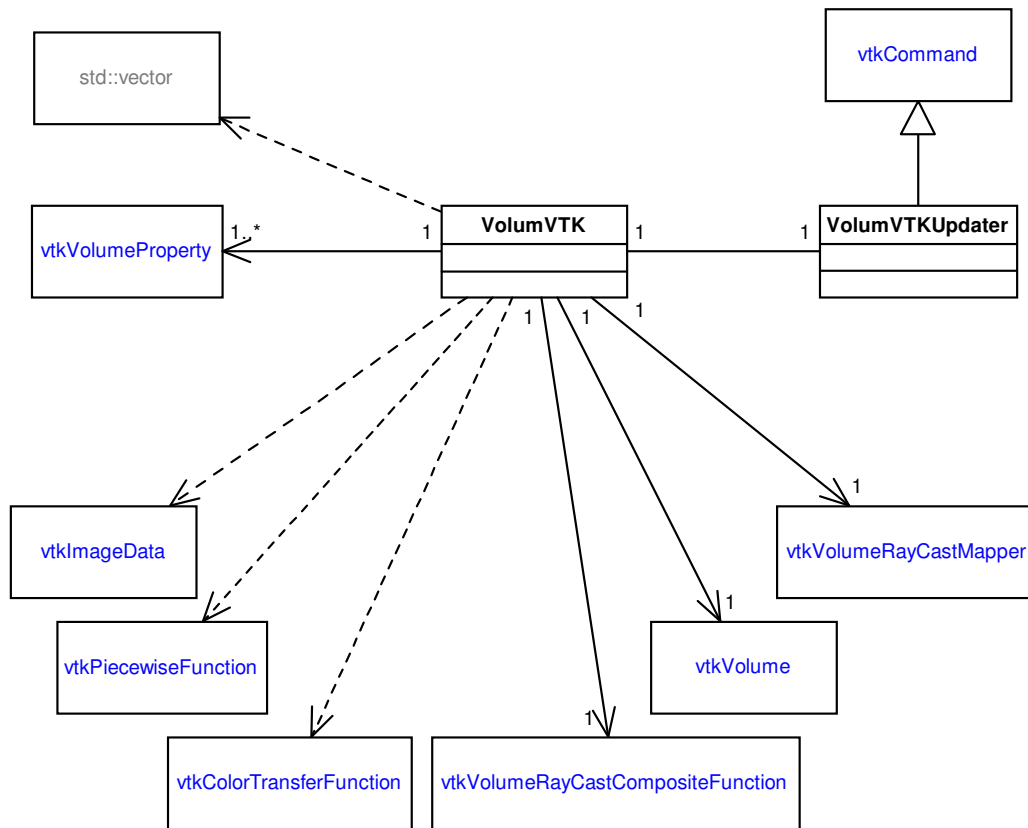 vtkCommand
std::vector
VolumVTK
VolumVTKUpdater
1..*
1
1
1
vtkVolumeProperty
1
1
1
1
vtkImageData
vtkVolumeRayCastMapper
1
vtkPiecewiseFunction
vtkVolume
1
vtkColorTransferFunction
vtkVolumeRayCastCompositeFunction